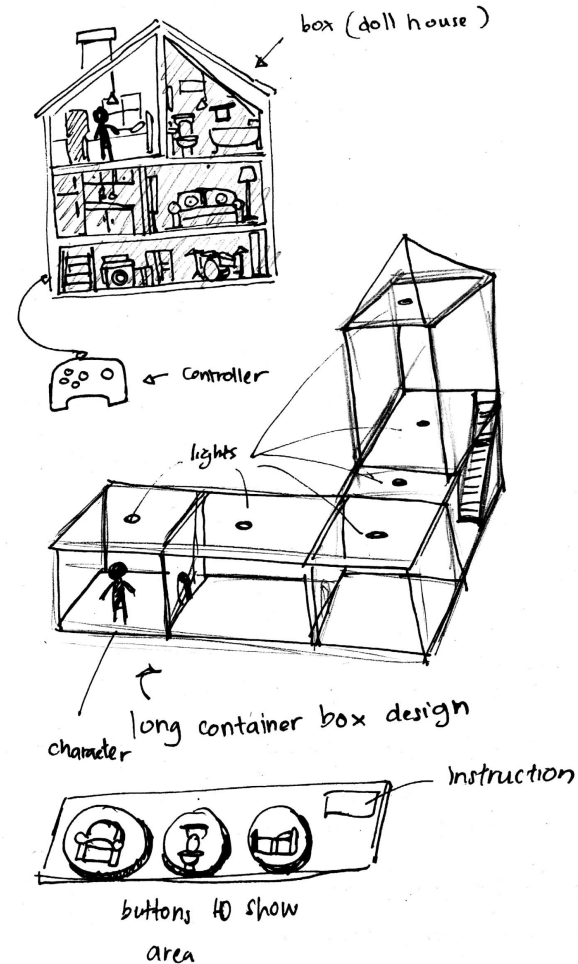 box (doll house)
controller
lights
long container box design
character
Instruction
buttons to show
area